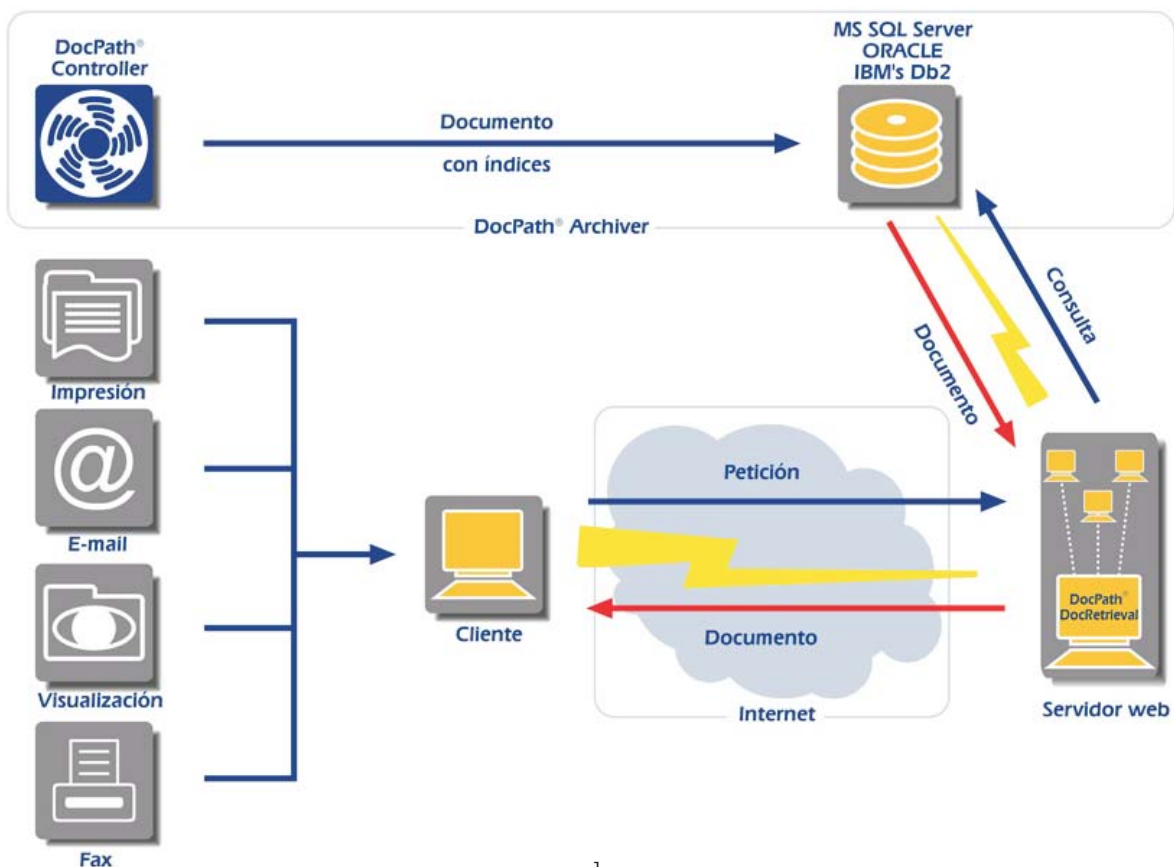 DocPath®
Controller
MS SQL Server
ORACLE
IBM's Db2
Documento
con índices
DocPath® Archiver
Impresión
E-mail
Visualización
Fax
Cliente
Petición
Documento
Internet
Documento
Consulta
DocPath®
DocRetrieval
Servidor web
1